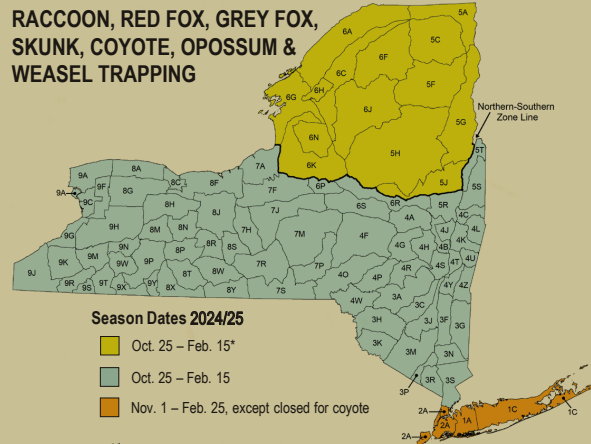 RACCOON, RED FOX, GREY FOX,
SKUNK, COYOTE, OPOSSUM &
WEASEL TRAPPING
5A
6A
5C
6F
6C
5F
6H
6G
6J
Northern-Southern
Zone Line
5G
6N
5H
5T
6K
7A
9A
8A
8C
8F
9F
8G
7F
6P
5J
5S
9A
9C
8H
8J
7J
6S
6R
5R
4A
4C
9G
9H
8M
8N
7M
4F
4J
4L
8R
8S
4G
4H
4B
4K
9K
9M
9N
9W
9P
8P
7R
7P
4O
4P
4R
4S
4T
4U
9J
9R
9S
9T
9X
9Y
8X
8T
8W
8Y
7S
4Y
4Z
4W
3A
3C
3H
3J
3F
3G
3K
3M
3N
3P
3R
3S
Season Dates 2024/25
Oct. 25 – Feb. 15*
Oct. 25 – Feb. 15
Nov. 1 – Feb. 25, except closed for coyote
2A
2A
1A
1C
1C
2A